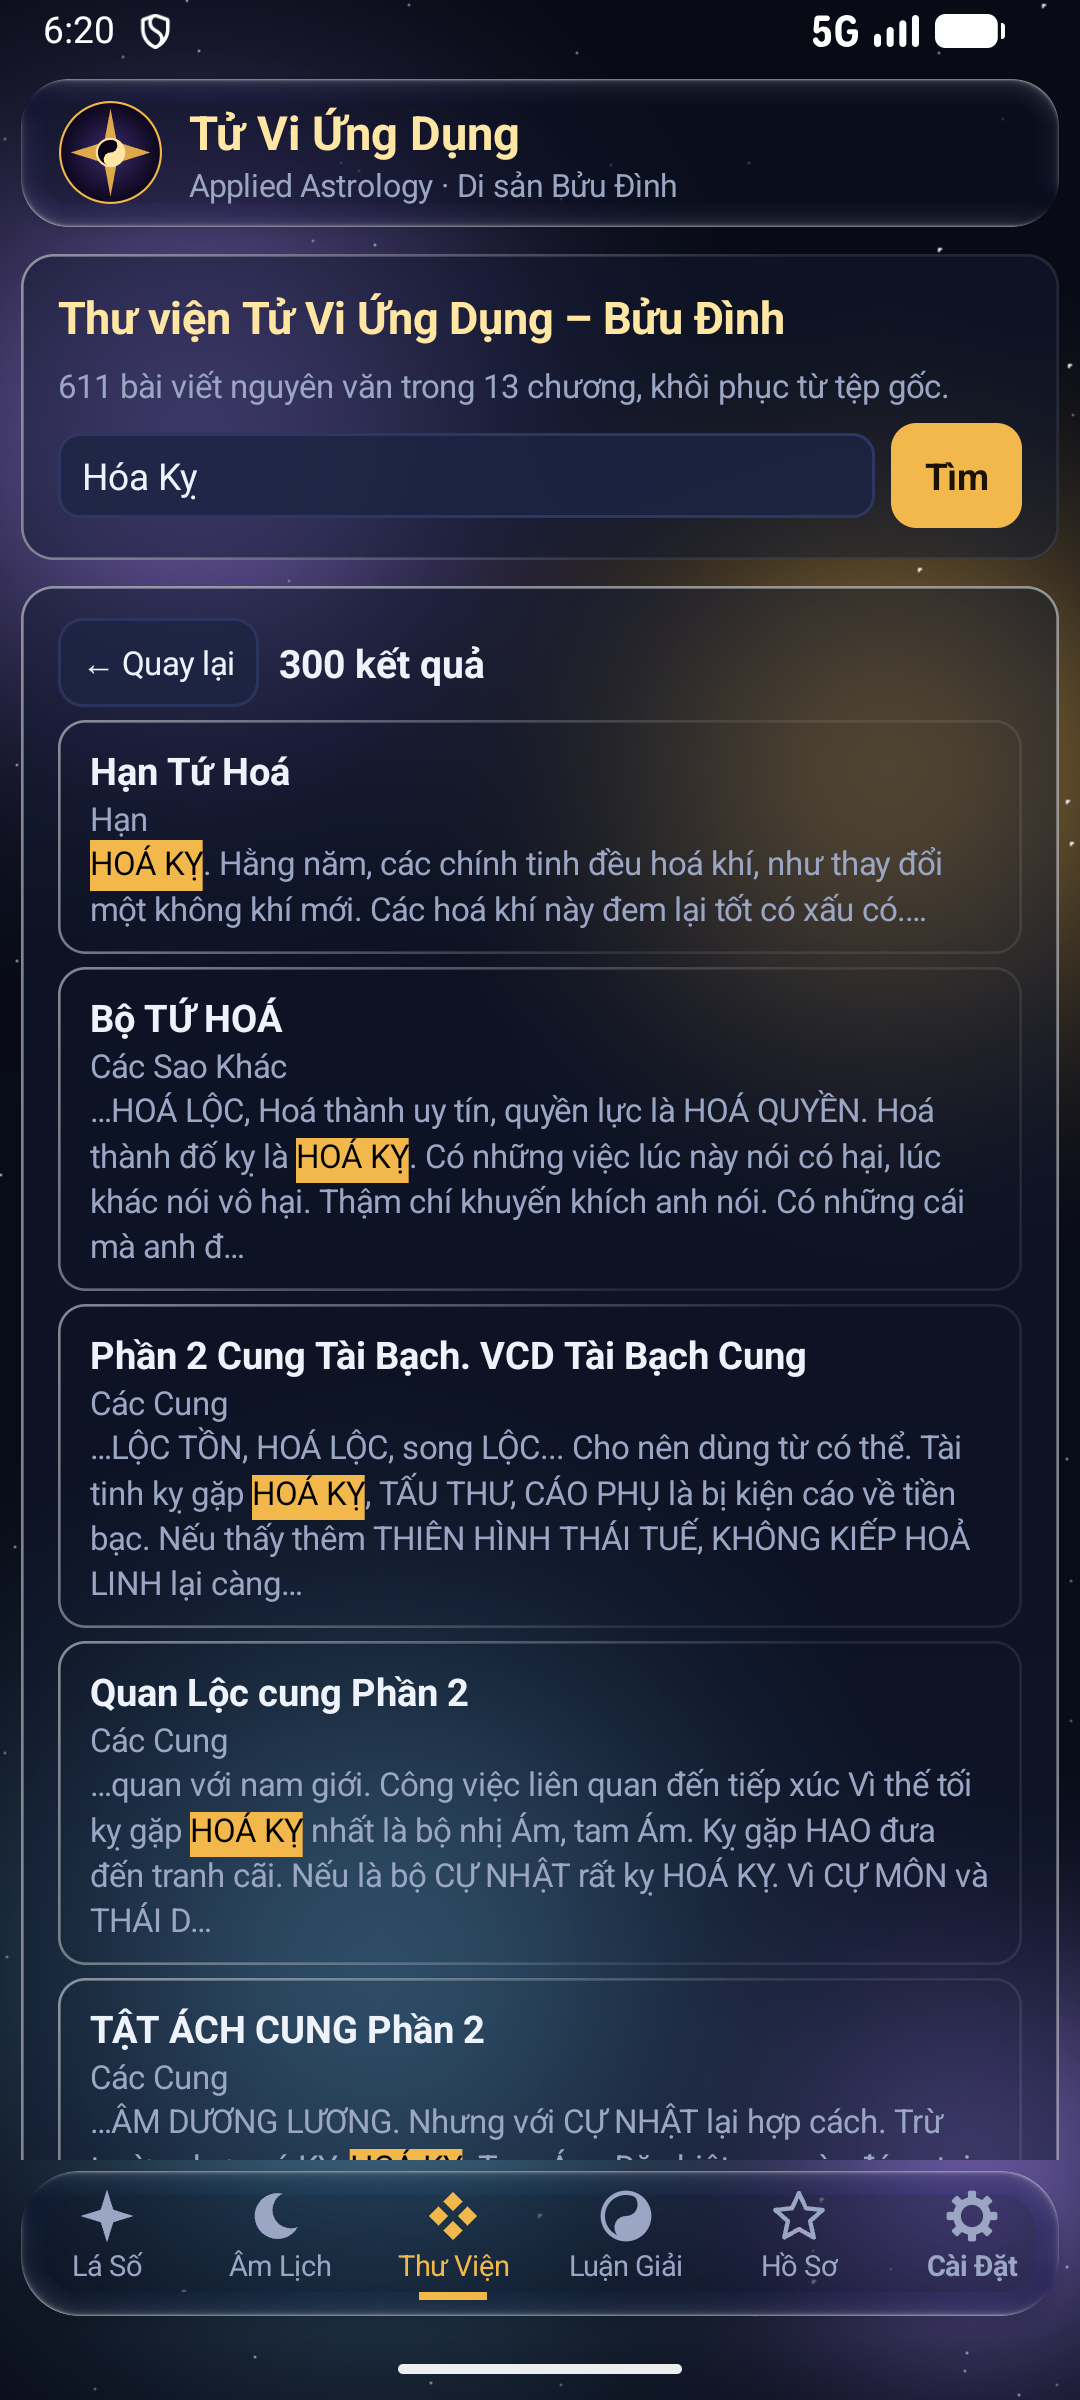 6:20
5G
Tử Vi Ứng Dụng
Applied Astrology · Di sản Bửu Đình
Thư viện Tử Vi Ứng Dụng – Bửu Đình
611 bài viết nguyên văn trong 13 chương, khôi phục từ tệp gốc.
Hóa Kỵ
Tìm
← Quay lại
300 kết quả
Hạn Tứ Hoá
Hạn
HOÁ KỴ. Hằng năm, các chính tinh đều hoá khí, như thay đổi
một không khí mới. Các hoá khí này đem lại tốt có xấu có.…
Bộ TỨ HOÁ
Các Sao Khác
…HOÁ LỘC, Hoá thành uy tín, quyền lực là HOÁ QUYỀN. Hoá
thành đố kỵ là HOÁ KỴ. Có những việc lúc này nói có hại, lúc
khác nói vô hại. Thậm chí khuyến khích anh nói. Có những cái
mà anh đ…
Phần 2 Cung Tài Bạch. VCD Tài Bạch Cung
Các Cung
…LỘC TỒN, HOÁ LỘC, song LỘC... Cho nên dùng từ có thể. Tài
tinh kỵ gặp HOÁ KỴ, TẤU THƯ, CÁO PHỤ là bị kiện cáo về tiền
bạc. Nếu thấy thêm THIÊN HÌNH THÁI TUẾ, KHÔNG KIẾP HOẢ
LINH lại càng…
Quan Lộc cung Phần 2
Các Cung
…quan với nam giới. Công việc liên quan đến tiếp xúc Vì thế tối
kỵ gặp HOÁ KỴ nhất là bộ nhị Ám, tam Ám. Kỵ gặp HAO đưa
đến tranh cãi. Nếu là bộ CỰ NHẬT rất kỵ HOÁ KỴ. Vì CỰ MÔN và
THÁI D…
TẬT ÁCH CUNG Phần 2
Các Cung
…ÂM DƯƠNG LƯƠNG. Nhưng với CỰ NHẬT lại hợp cách. Trừ
HOÁ KỴ
Lá Số
Âm Lịch
Thư Viện
Luận Giải
Hồ Sơ
Cài Đặt